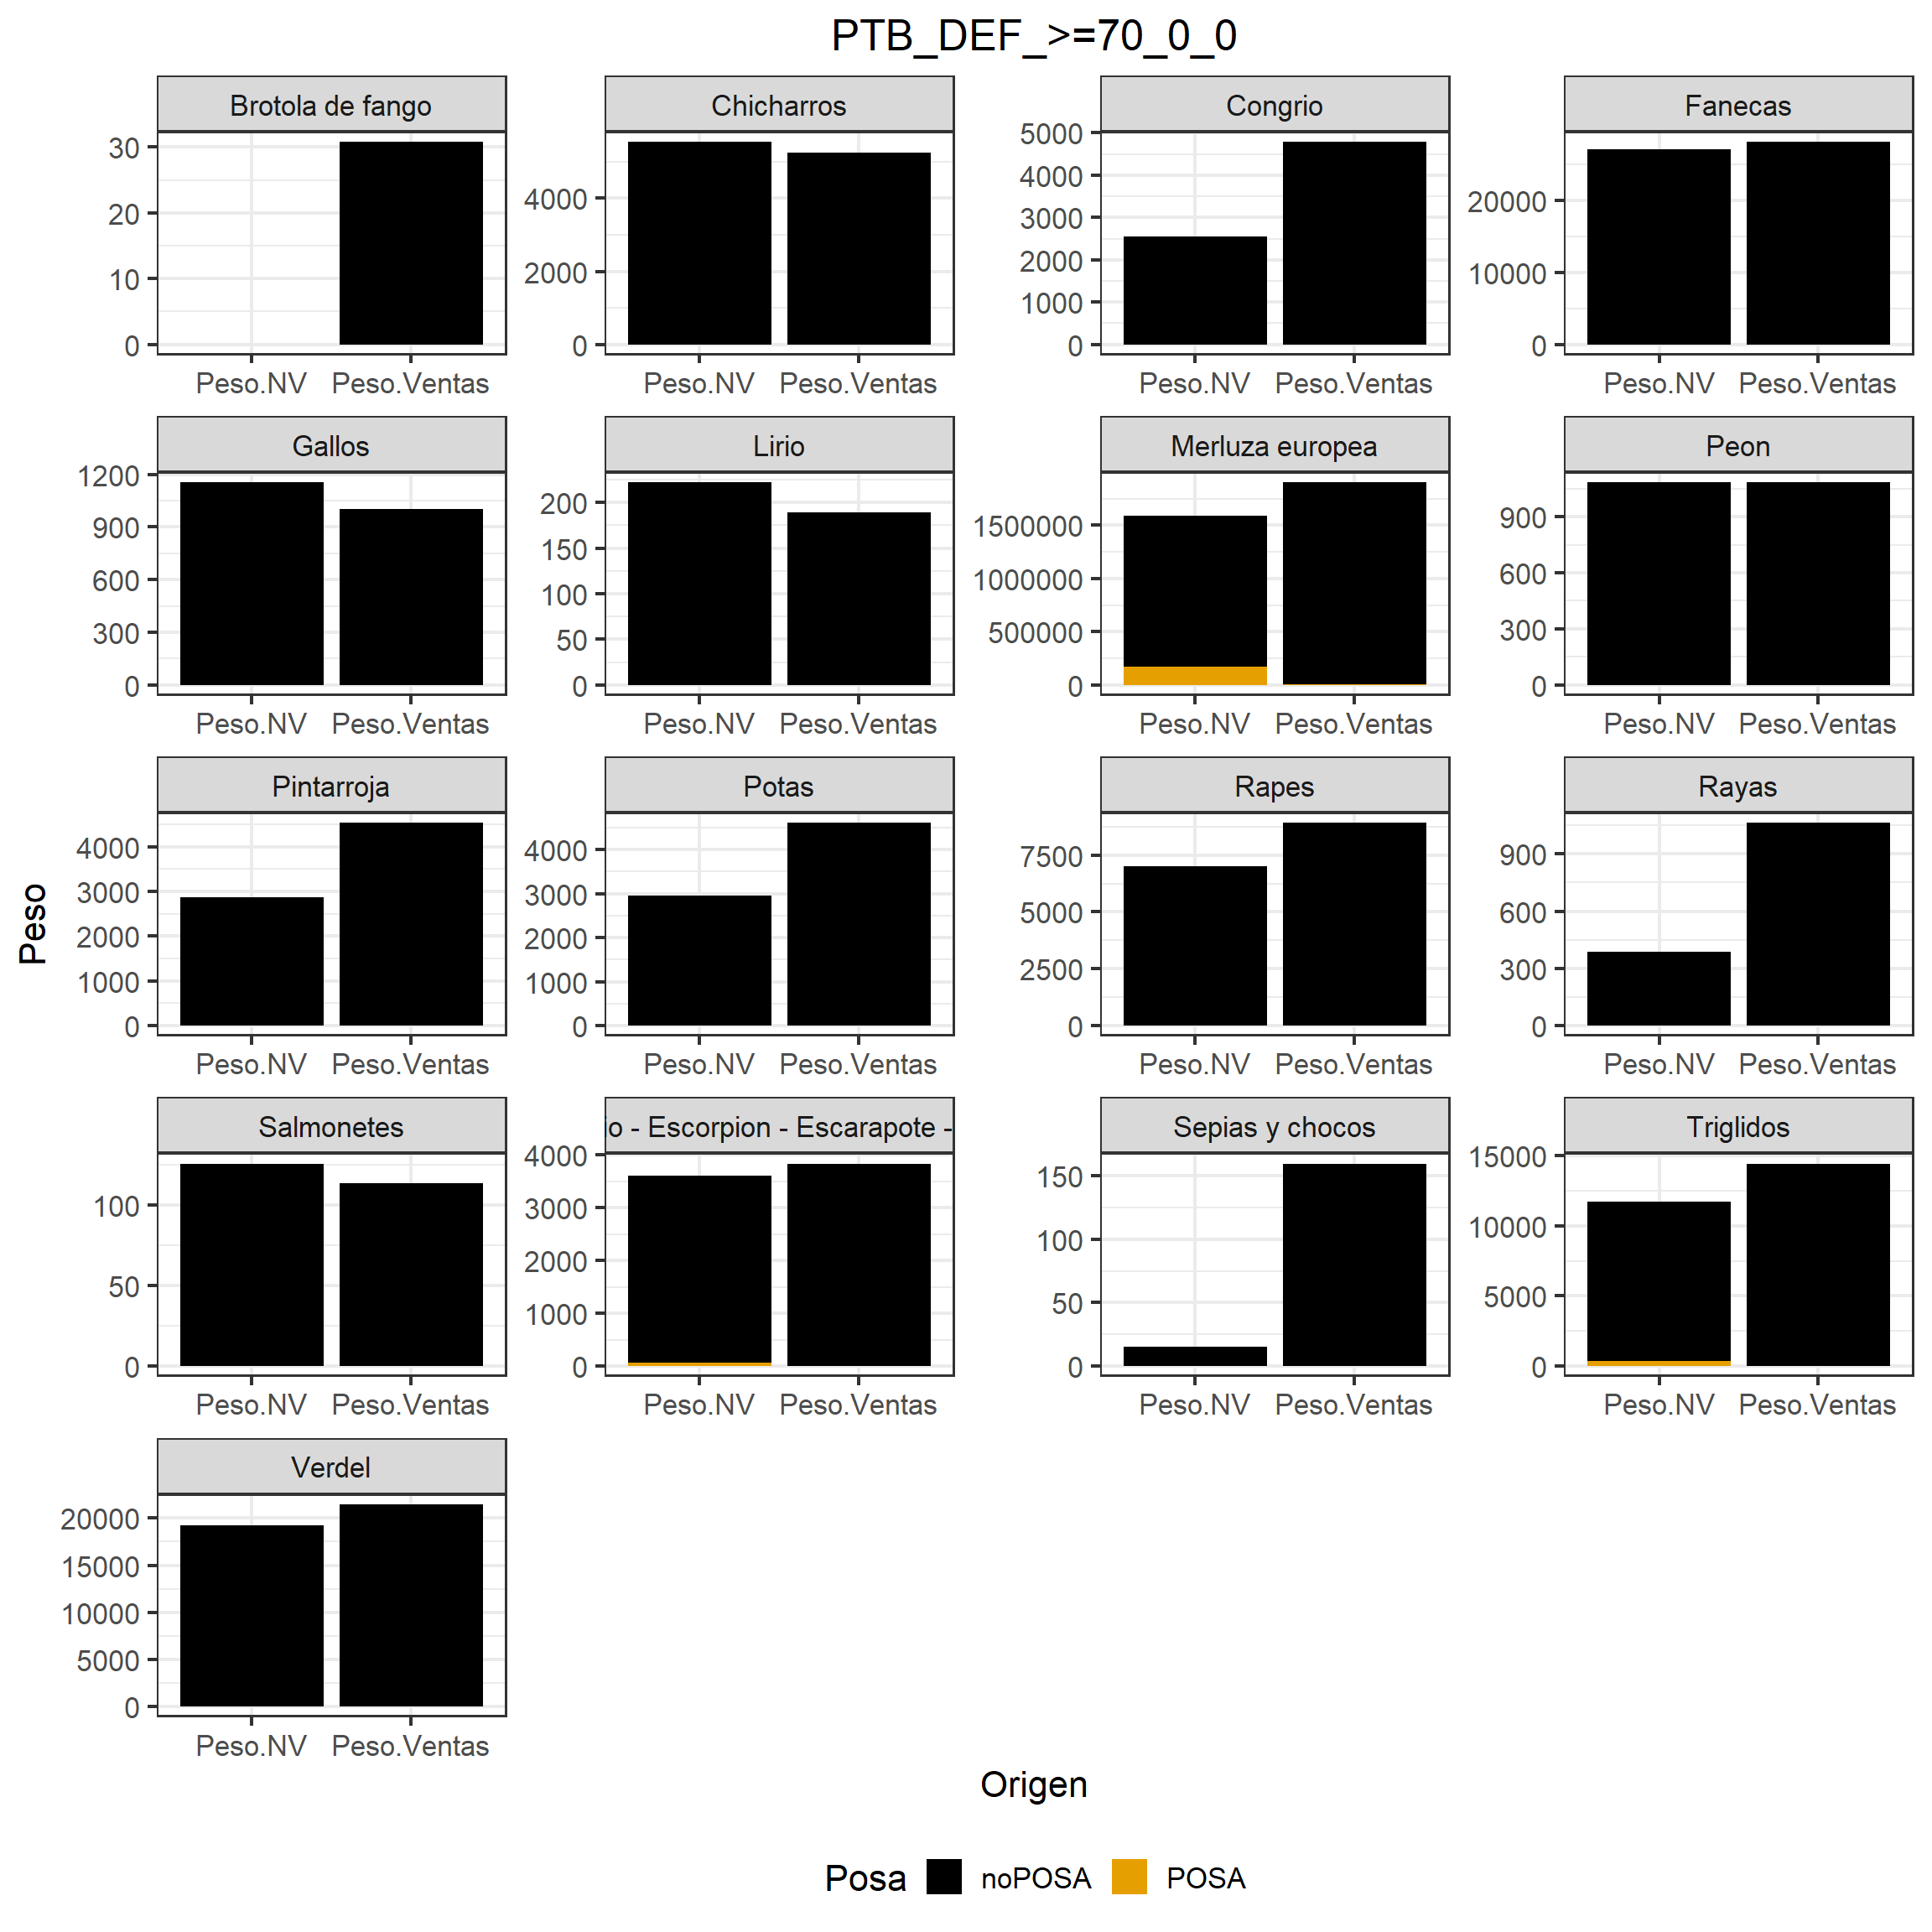 PTB_DEF_>=70_0_0
Brotola de fango
Chicharros
Congrio
Fanecas
30
20
10
0
4000
2000
0
5000
4000
3000
2000
1000
0
20000
10000
0
Peso.NV Peso.Ventas
Peso.NV Peso.Ventas
Peso.NV Peso.Ventas
Peso.NV Peso.Ventas
Gallos
Lirio
Merluza europea
Peon
1200
900
600
300
0
200
150
100
50
0
1500000
1000000
500000
0
900
600
300
0
Peso.NV Peso.Ventas
Peso.NV Peso.Ventas
Peso.NV Peso.Ventas
Peso.NV Peso.Ventas
Pintarroja
Potas
Rapes
Rayas
4000
3000
2000
1000
0
4000
3000
2000
1000
0
7500
5000
2500
0
900
600
300
0
Peso.NV Peso.Ventas
Peso.NV Peso.Ventas
Peso.NV Peso.Ventas
Peso.NV Peso.Ventas
Salmonetes
io - Escorpion - Escarapote -
Sepias y chocos
Triglidos
100
50
0
4000
3000
2000
1000
0
150
100
50
0
15000
10000
5000
0
Peso.NV Peso.Ventas
Peso.NV Peso.Ventas
Peso.NV Peso.Ventas
Peso.NV Peso.Ventas
Verdel
20000
15000
10000
5000
0
Peso.NV Peso.Ventas
Peso
Origen
Posa noPOSA POSA